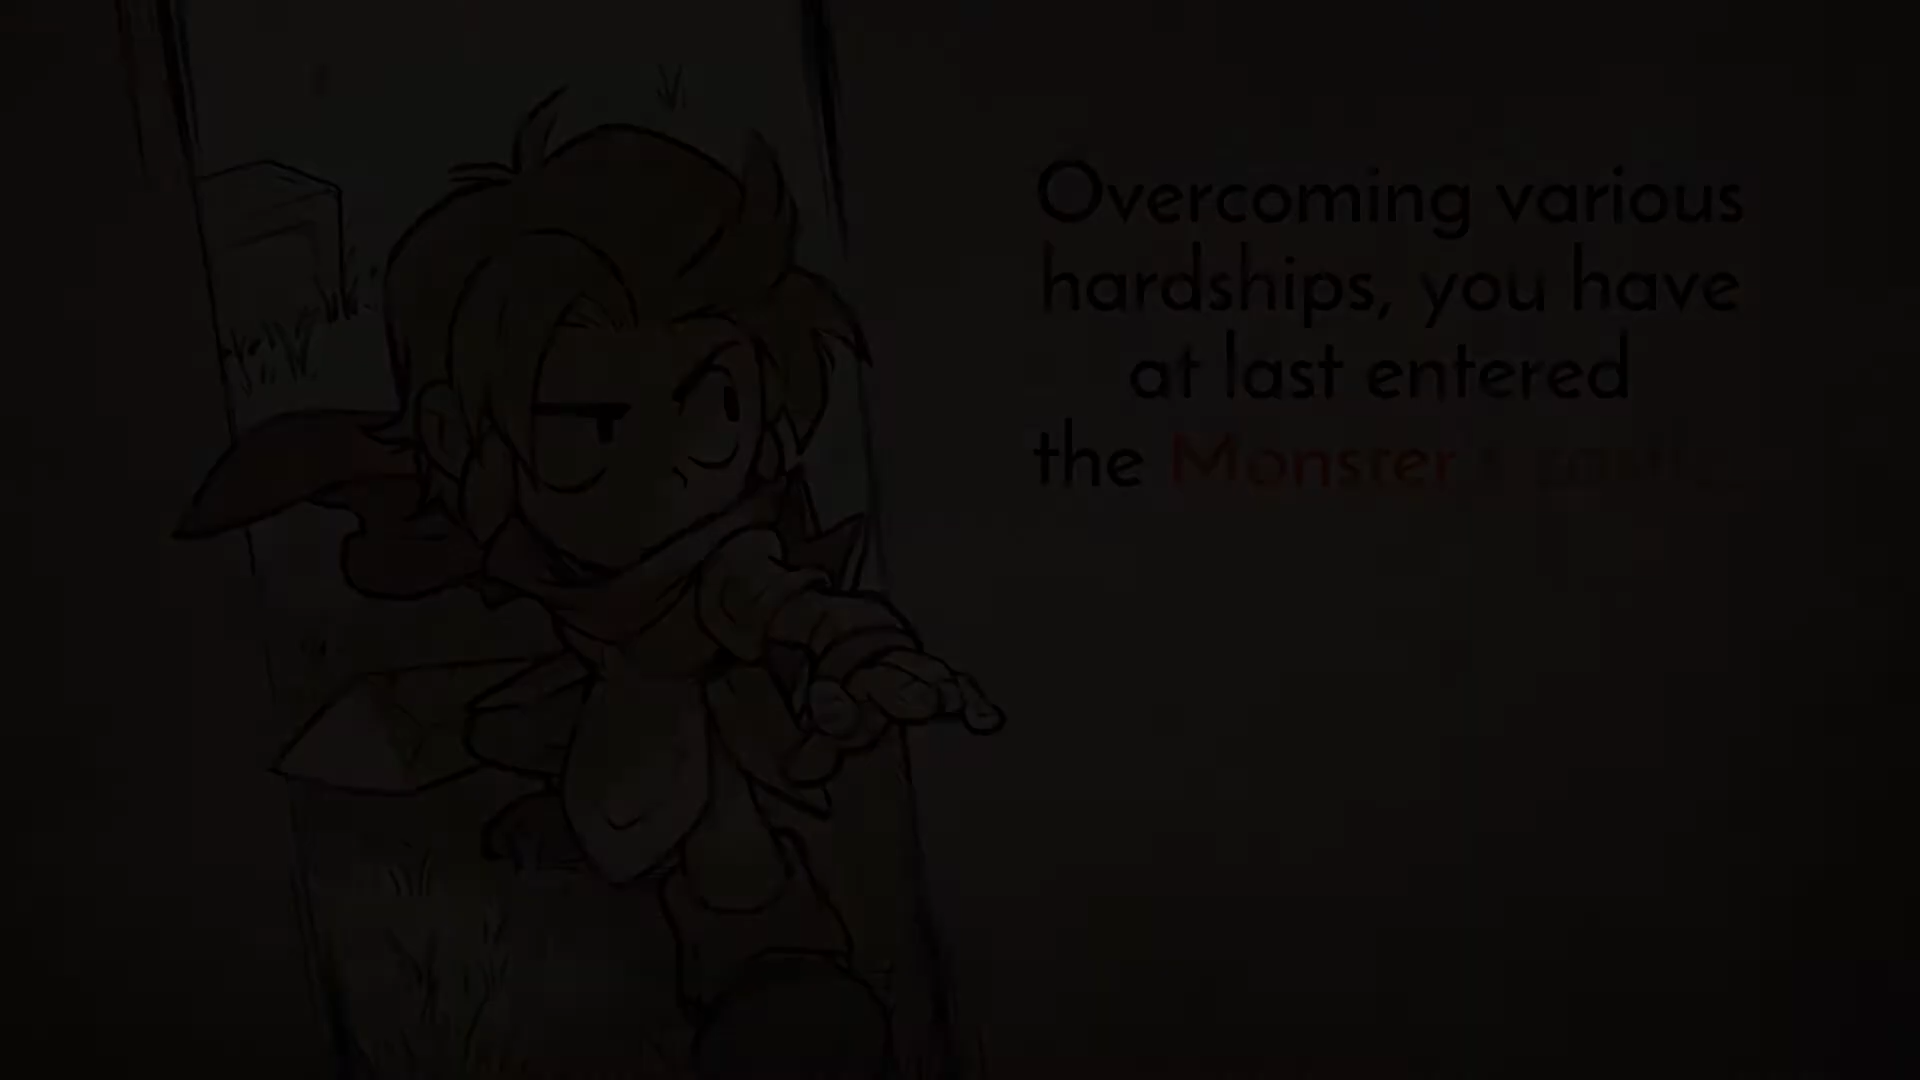 Overcoming various
hardships, you have
at last entered
the Monster